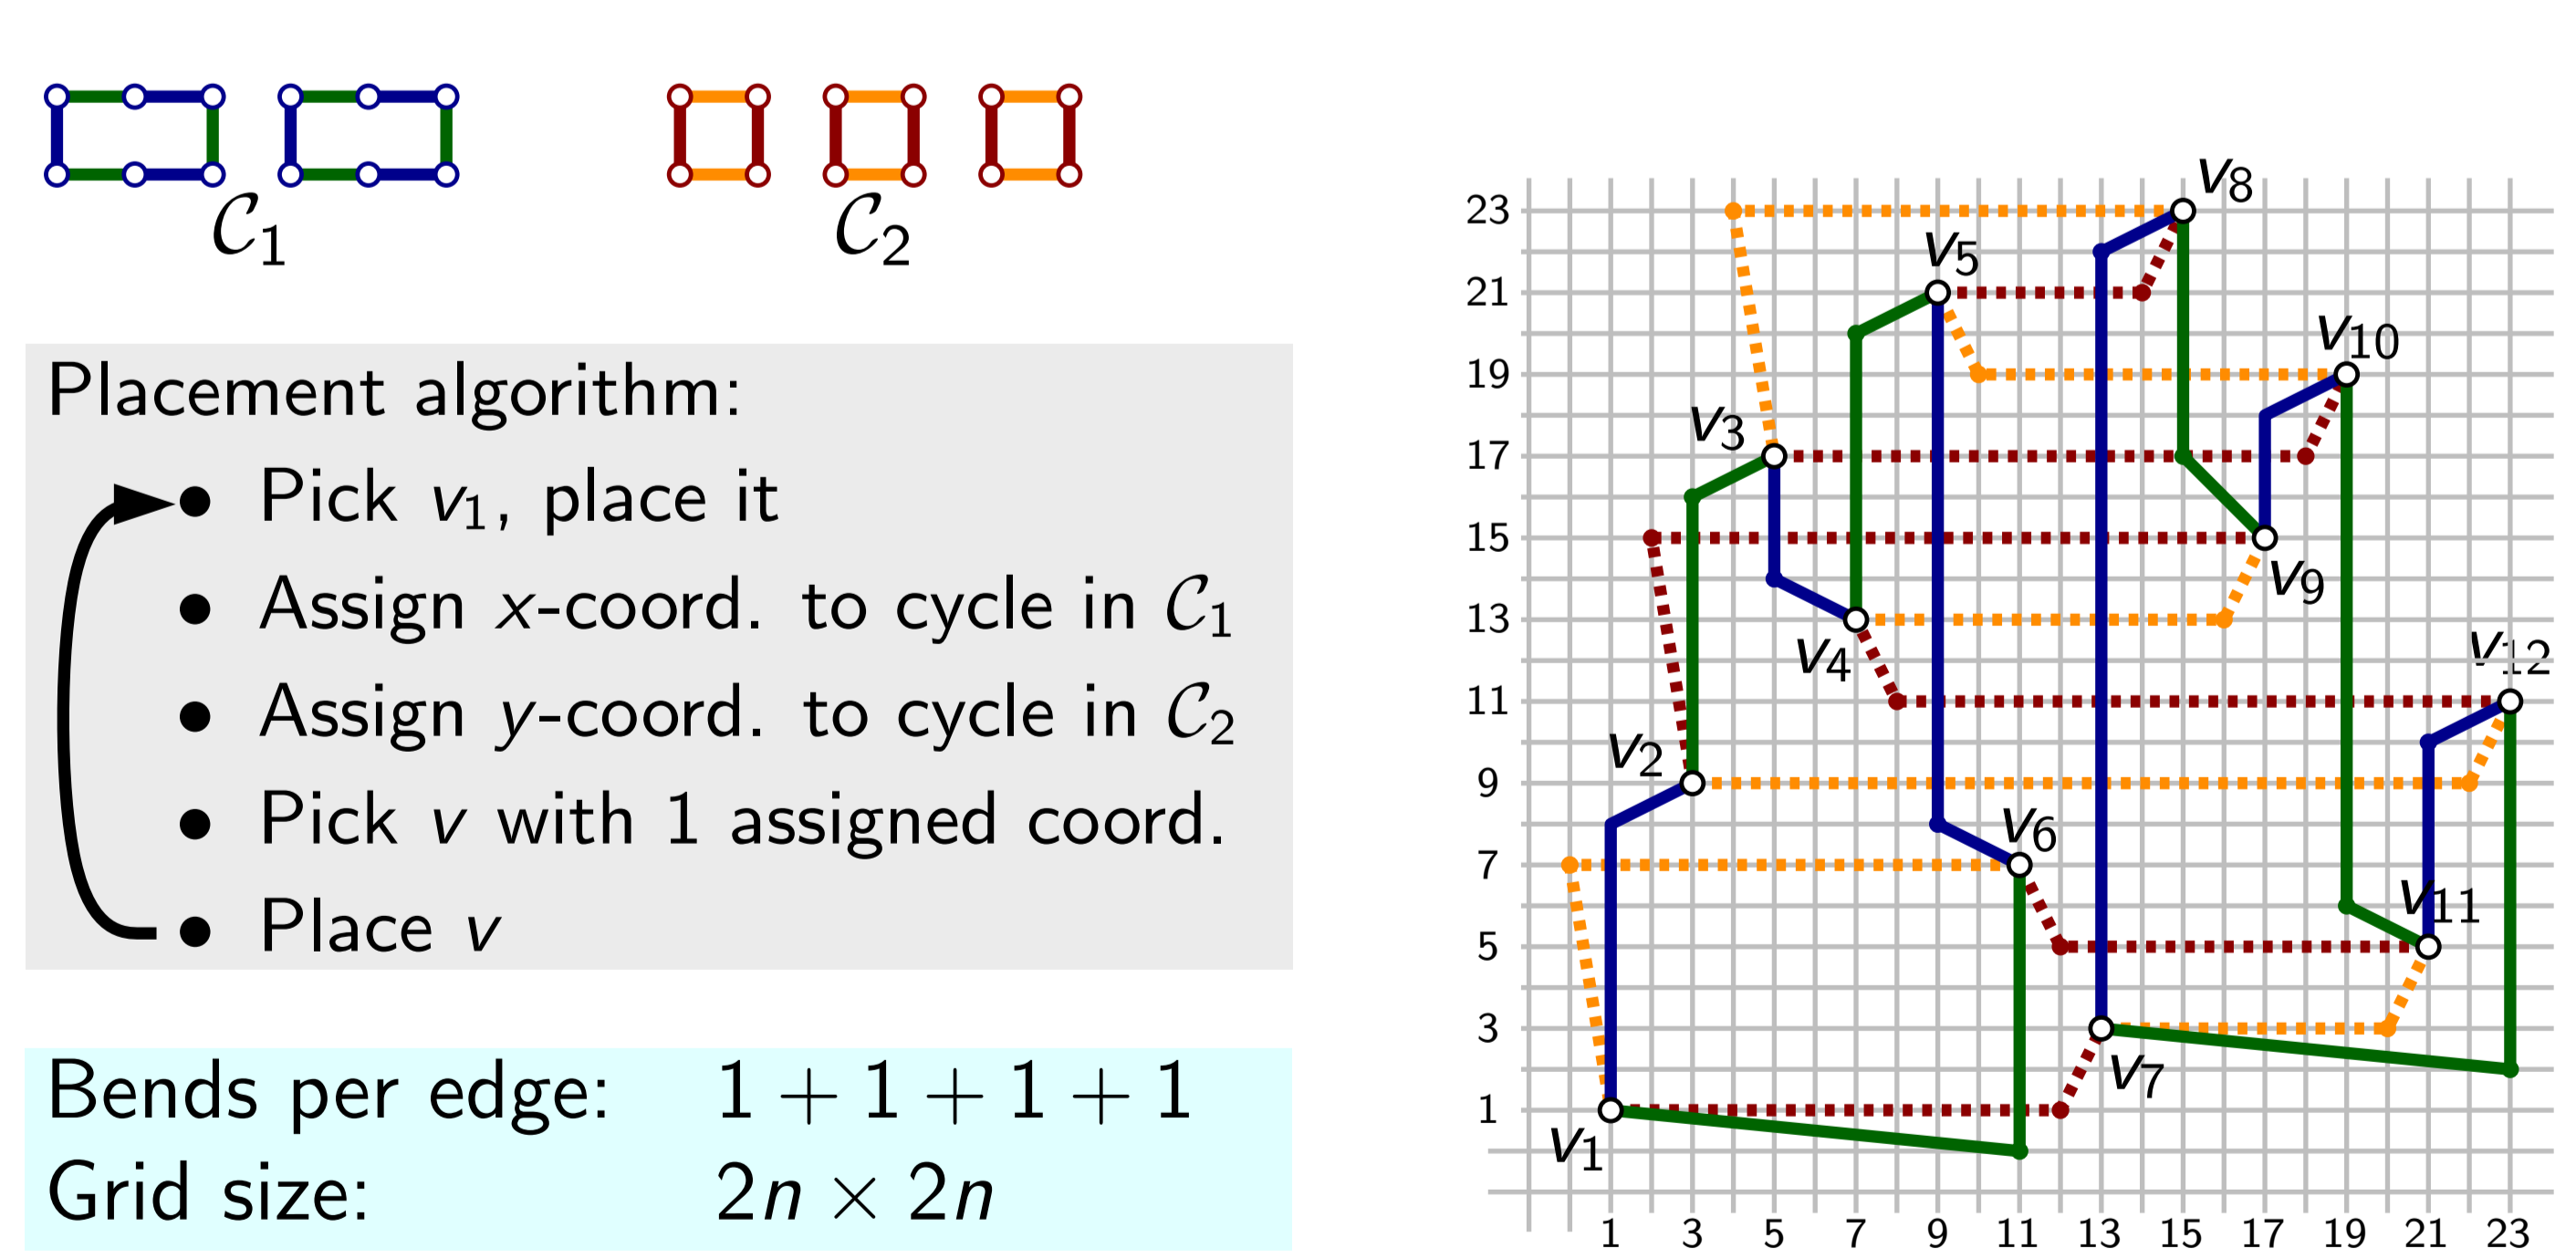 𝒞₁
𝒞₂
Placement algorithm:
• Pick v₁, place it
• Assign x-coord. to cycle in 𝒞₁
• Assign y-coord. to cycle in 𝒞₂
• Pick v with 1 assigned coord.
• Place v
Bends per edge: 1 + 1 + 1 + 1
Grid size: 2n × 2n
v₈
23
v₅
21
v₁₀
19
v₃
17
15
v₉
13
v₄
v₁₂
11
v₂
9
v₆
7
v₁₁
5
3
v₇
1
v₁
1 3 5 7 9 11 13 15 17 19 21 23